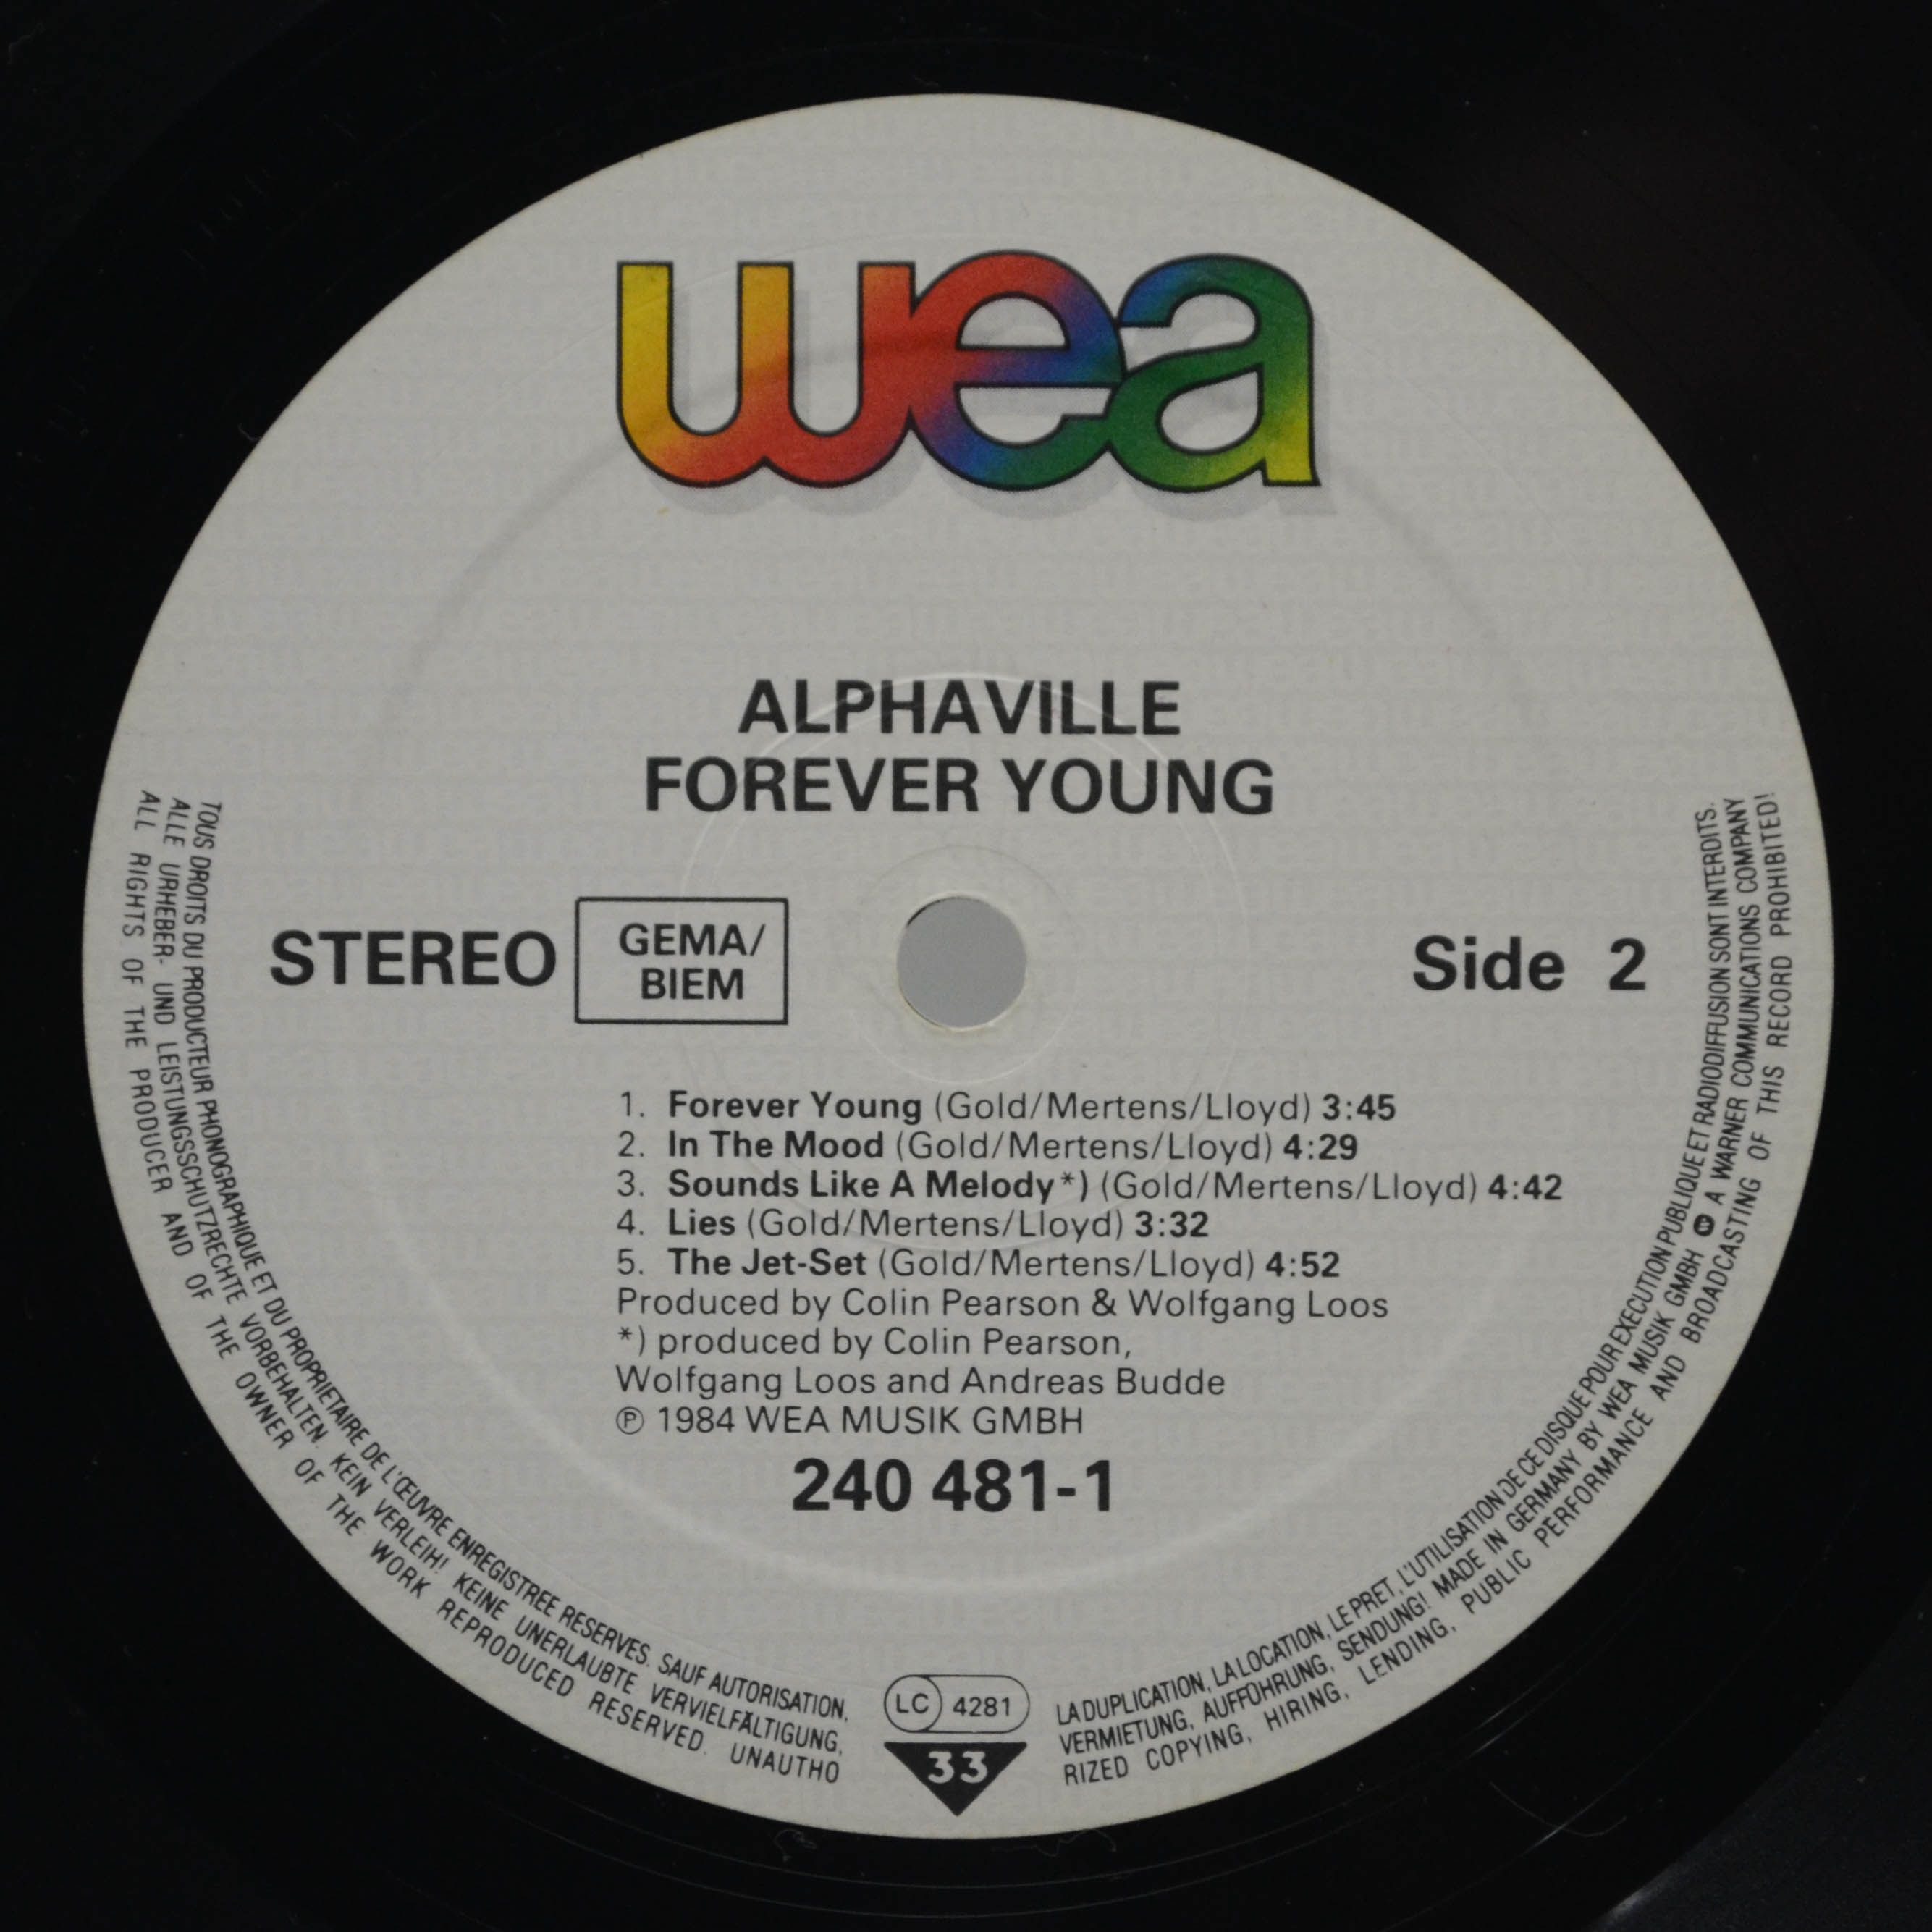 wea
ALPHAVILLE
FOREVER YOUNG
STEREO
GEMA/
BIEM
Side 2
1. Forever Young (Gold/Mertens/Lloyd) 3:45
2. In The Mood (Gold/Mertens/Lloyd) 4:29
3. Sounds Like A Melody*) (Gold/Mertens/Lloyd) 4:42
4. Lies (Gold/Mertens/Lloyd) 3:32
5. The Jet-Set (Gold/Mertens/Lloyd) 4:52
Produced by Colin Pearson & Wolfgang Loos
*) produced by Colin Pearson,
Wolfgang Loos and Andreas Budde
℗ 1984 WEA MUSIK GMBH
240 481-1
TOUS DROITS DU PRODUCTEUR PHONOGRAPHIQUE ET DU PROPRIETAIRE DE L'ŒUVRE ENREGISTREE RESERVES. SAUF AUTORISATION, LA DUPLICATION, LA LOCATION, LE PRET, L'UTILISATION DE CE DISQUE POUR EXECUTION PUBLIQUE ET RADIODIFFUSION SONT INTERDITS.
ALLE URHEBER- UND LEISTUNGSSCHUTZRECHTE VORBEHALTEN. KEIN VERLEIH! KEINE UNERLAUBTE VERVIELFÄLTIGUNG, VERMIETUNG, AUFFÜHRUNG, SENDUNG! MADE IN GERMANY BY WEA MUSIK GMBH A WARNER COMMUNICATIONS COMPANY
ALL RIGHTS OF THE PRODUCER AND OF THE OWNER OF THE WORK REPRODUCED RESERVED. UNAUTHORIZED COPYING, HIRING, LENDING, PUBLIC PERFORMANCE AND BROADCASTING OF THIS RECORD PROHIBITED!
LC 4281
33